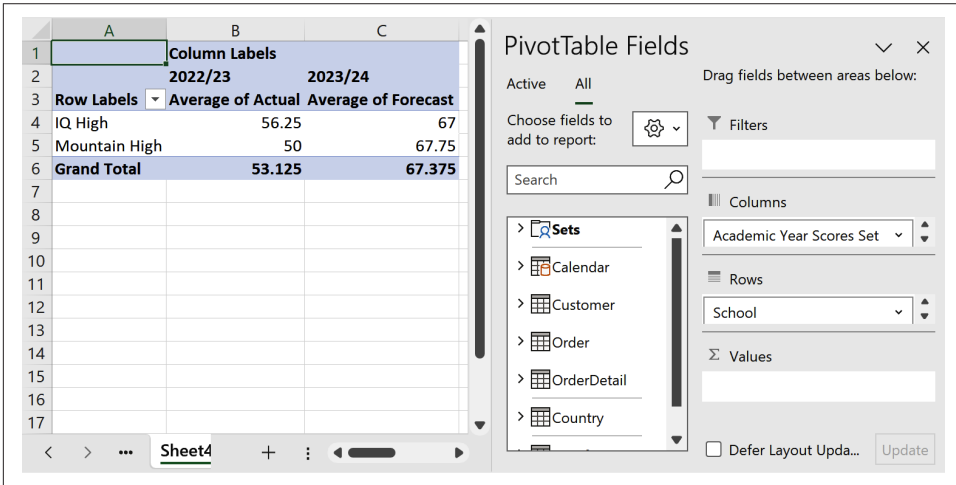 A B C
1 Column Labels
2 2022/23 2023/24
3 Row Labels Average of Actual Average of Forecast
4 IQ High 56.25 67
5 Mountain High 50 67.75
6 Grand Total 53.125 67.375
7
8
9
10
11
12
13
14
15
16
17
Sheet4
PivotTable Fields
Active All
Choose fields to
add to report:
Search
Sets
Calendar
Customer
Order
OrderDetail
Country
Drag fields between areas below:
Filters
Columns
Academic Year Scores Set
Rows
School
Σ Values
Defer Layout Upda... Update